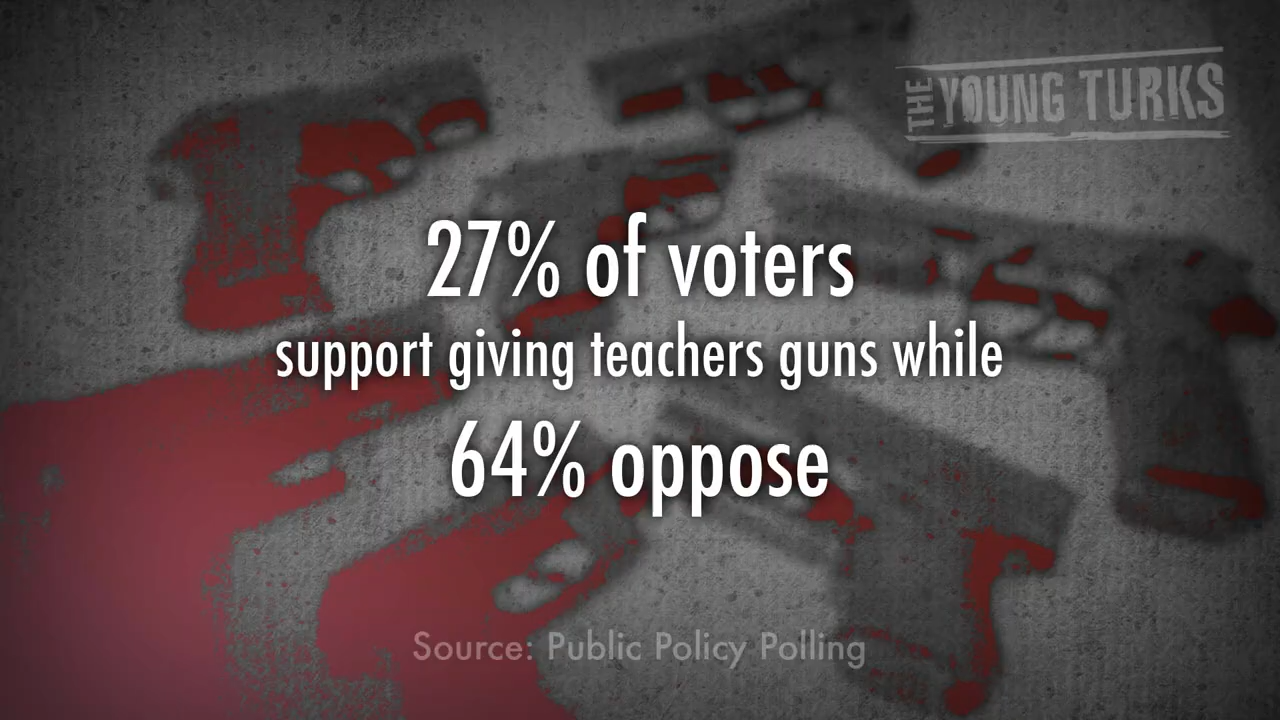 THE YOUNG TURKS
27% of voters
support giving teachers guns while
64% oppose
Source: Public Policy Polling